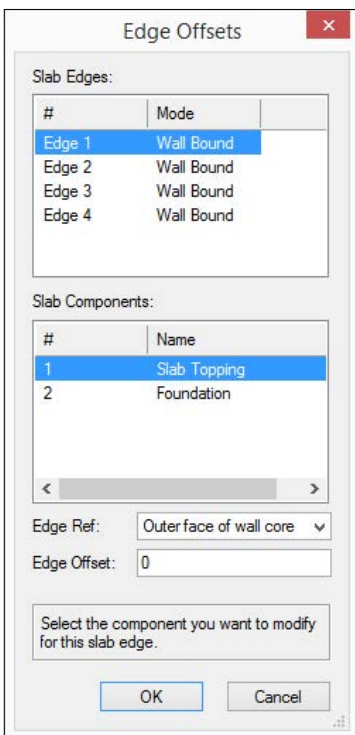 Edge Offsets
Slab Edges:
# Mode
Edge 1 Wall Bound
Edge 2 Wall Bound
Edge 3 Wall Bound
Edge 4 Wall Bound
Slab Components:
# Name
1 Slab Topping
2 Foundation
Edge Ref: Outer face of wall core
Edge Offset: 0
Select the component you want to modify
for this slab edge.
OK Cancel